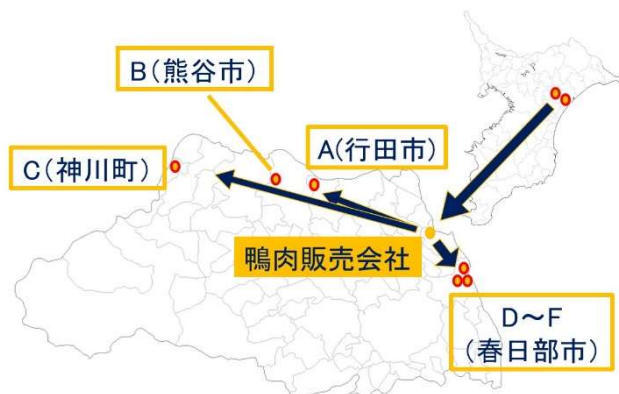 B(熊谷市)
A(行田市)
C(神川町)
鴨肉販売会社
D～F
(春日部市)